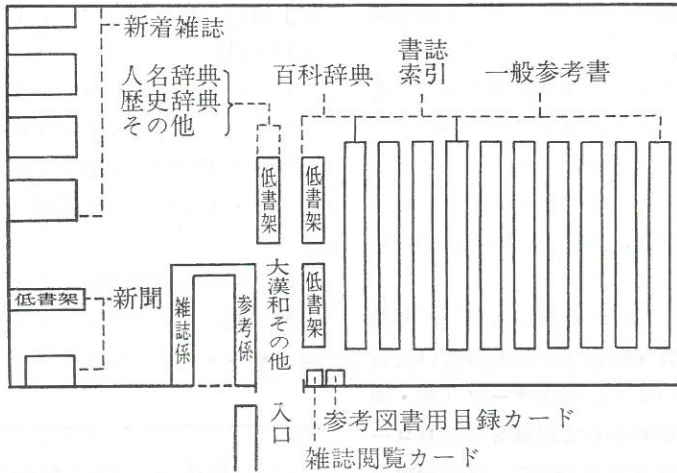 新着雑誌
人名辞典
歴史辞典
その他
百科辞典
書誌
索引
一般参考書
低書架
低書架
低書架
大漢和その他
低書架
新聞
雑誌係
参考係
入口
参考図書用目録カード
雑誌閲覧カード